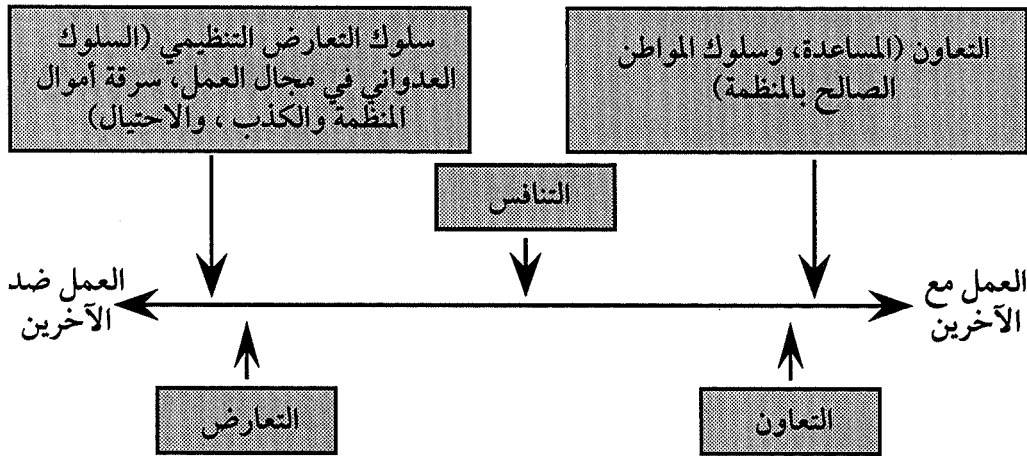 التعاون (المساعدة، وسلوك المواطن
الصالح بالمنظمة)
سلوك التعارض التنظيمي (السلوك
العدواني في مجال العمل، سرقة أموال
المنظمة والكذب ، والاحتيال)
التنافس
العمل مع
الآخرين
العمل ضد
الآخرين
التعاون
التعارض